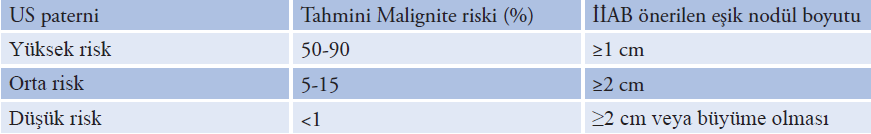 US paterni Tahmini Malignite riski (%) İİAB önerilen eşik nodül boyutu
Yüksek risk 50-90 ≥1 cm
Orta risk 5-15 ≥2 cm
Düşük risk <1 ≥2 cm veya büyüme olması